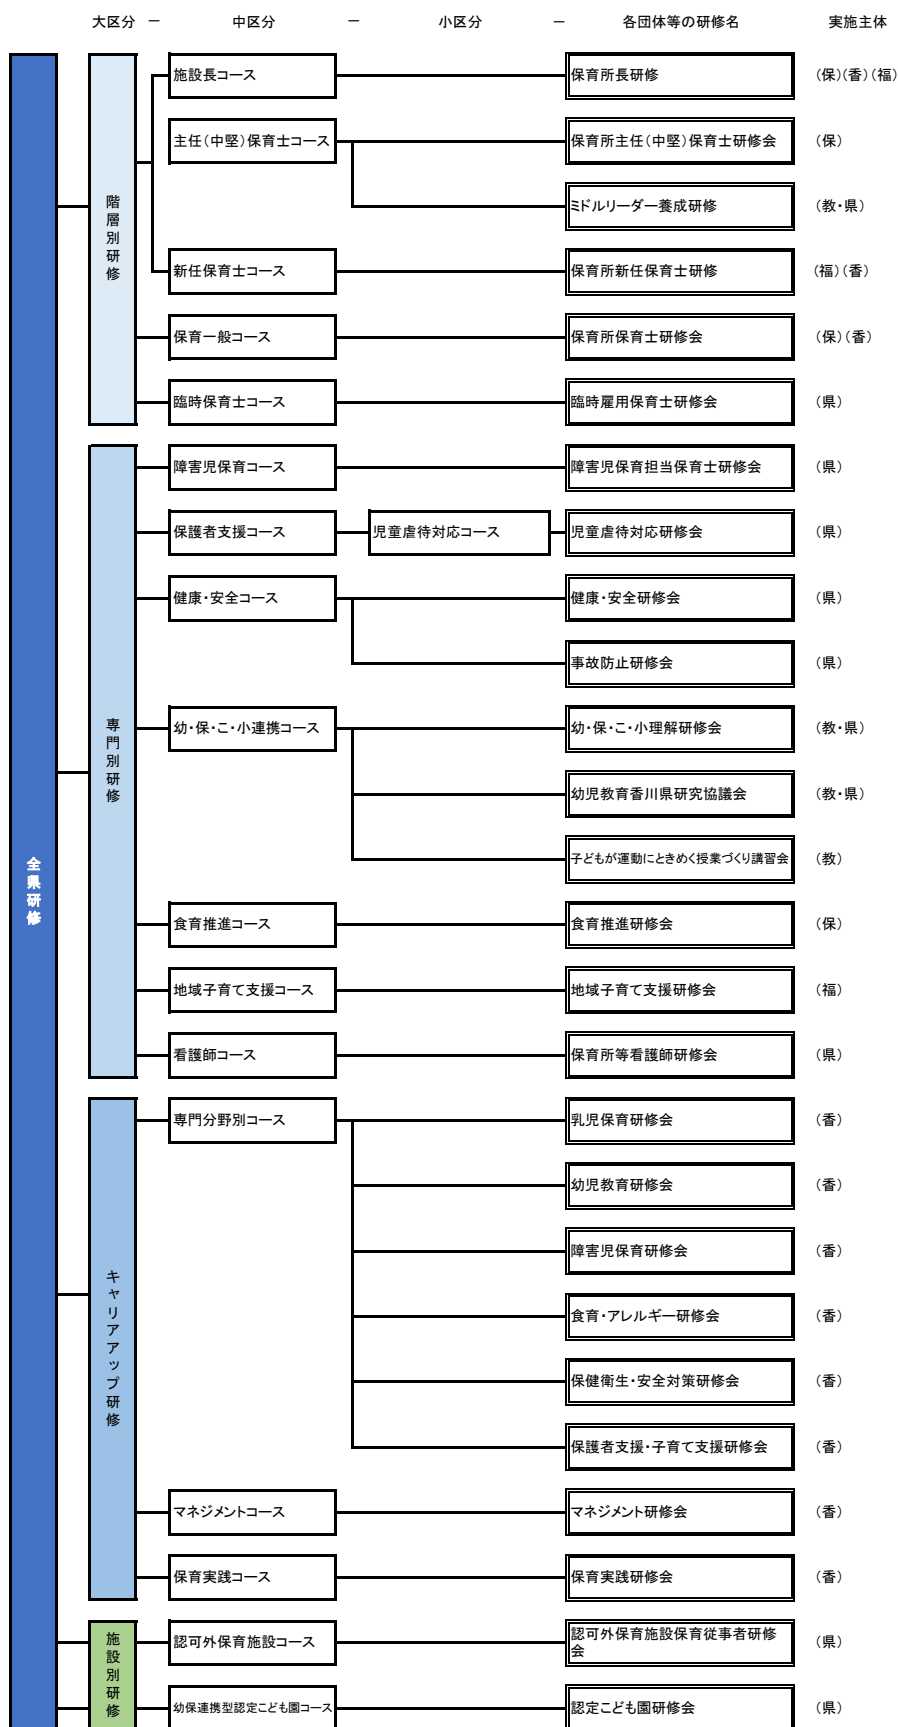 大区分 － 中区分 － 小区分 － 各団体等の研修名 実施主体
全県研修
階層別研修
施設長コース 保育所長研修 （保）（香）（福）
主任（中堅）保育士コース 保育所主任（中堅）保育士研修会 （保）
ミドルリーダー養成研修 （教・県）
新任保育士コース 保育所新任保育士研修 （福）（香）
保育一般コース 保育所保育士研修会 （保）（香）
臨時保育士コース 臨時雇用保育士研修会 （県）
専門別研修
障害児保育コース 障害児保育担当保育士研修会 （県）
保護者支援コース 児童虐待対応コース 児童虐待対応研修会 （県）
健康・安全コース 健康・安全研修会 （県）
事故防止研修会 （県）
幼・保・こ・小連携コース 幼・保・こ・小理解研修会 （教・県）
幼児教育香川県研究協議会 （教・県）
子どもが運動にときめく授業づくり講習会 （教）
食育推進コース 食育推進研修会 （保）
地域子育て支援コース 地域子育て支援研修会 （福）
看護師コース 保育所等看護師研修会 （県）
キャリアアップ研修
専門分野別コース 乳児保育研修会 （香）
幼児教育研修会 （香）
障害児保育研修会 （香）
食育・アレルギー研修会 （香）
保健衛生・安全対策研修会 （香）
保護者支援・子育て支援研修会 （香）
マネジメントコース マネジメント研修会 （香）
保育実践コース 保育実践研修会 （香）
施設別研修
認可外保育施設コース 認可外保育施設保育従事者研修
会 （県）
幼保連携型認定こども園コース 認定こども園研修会 （県）